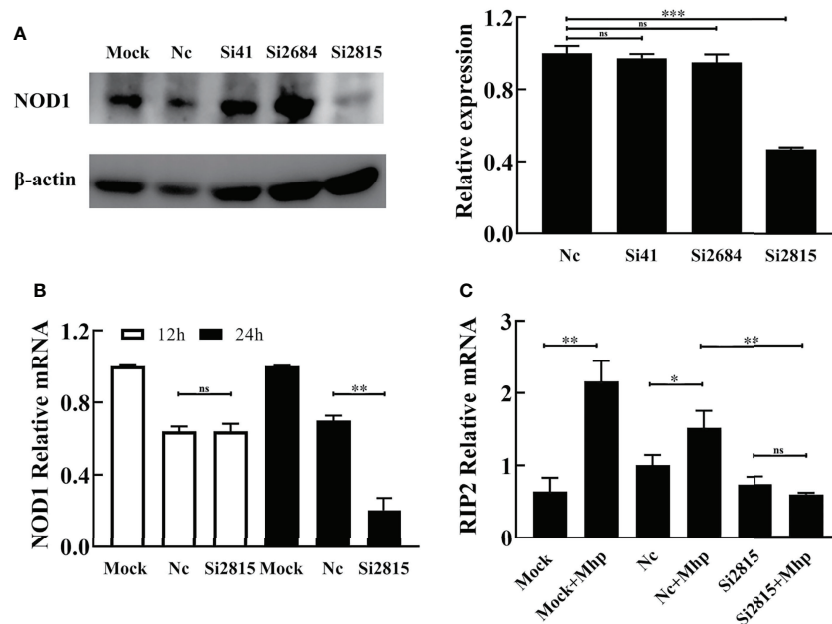 A
Mock Nc Si41 Si2684 Si2815
NOD1
β-actin
Relative expression
1.2
0.8
0.4
0.0
***
ns
ns
Nc Si41 Si2684 Si2815
B
NOD1 Relative mRNA
1.2
0.8
0.4
0.0
12h 24h
ns
**
Mock Nc Si2815 Mock Nc Si2815
C
RIP2 Relative mRNA
3
2
1
0
**
*
**
ns
Mock
Mock+Mhp
Nc
Nc+Mhp
Si2815
Si2815+Mhp